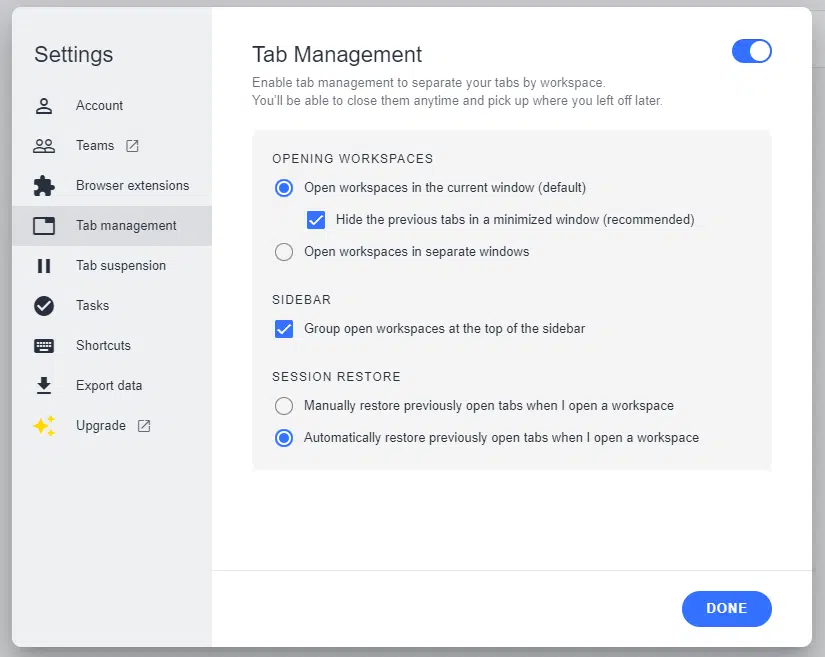 Settings
Account
Teams
Browser extensions
Tab management
Tab suspension
Tasks
Shortcuts
Export data
Upgrade
Tab Management
Enable tab management to separate your tabs by workspace.
You'll be able to close them anytime and pick up where you left off later.
OPENING WORKSPACES
Open workspaces in the current window (default)
Hide the previous tabs in a minimized window (recommended)
Open workspaces in separate windows
SIDEBAR
Group open workspaces at the top of the sidebar
SESSION RESTORE
Manually restore previously open tabs when I open a workspace
Automatically restore previously open tabs when I open a workspace
DONE